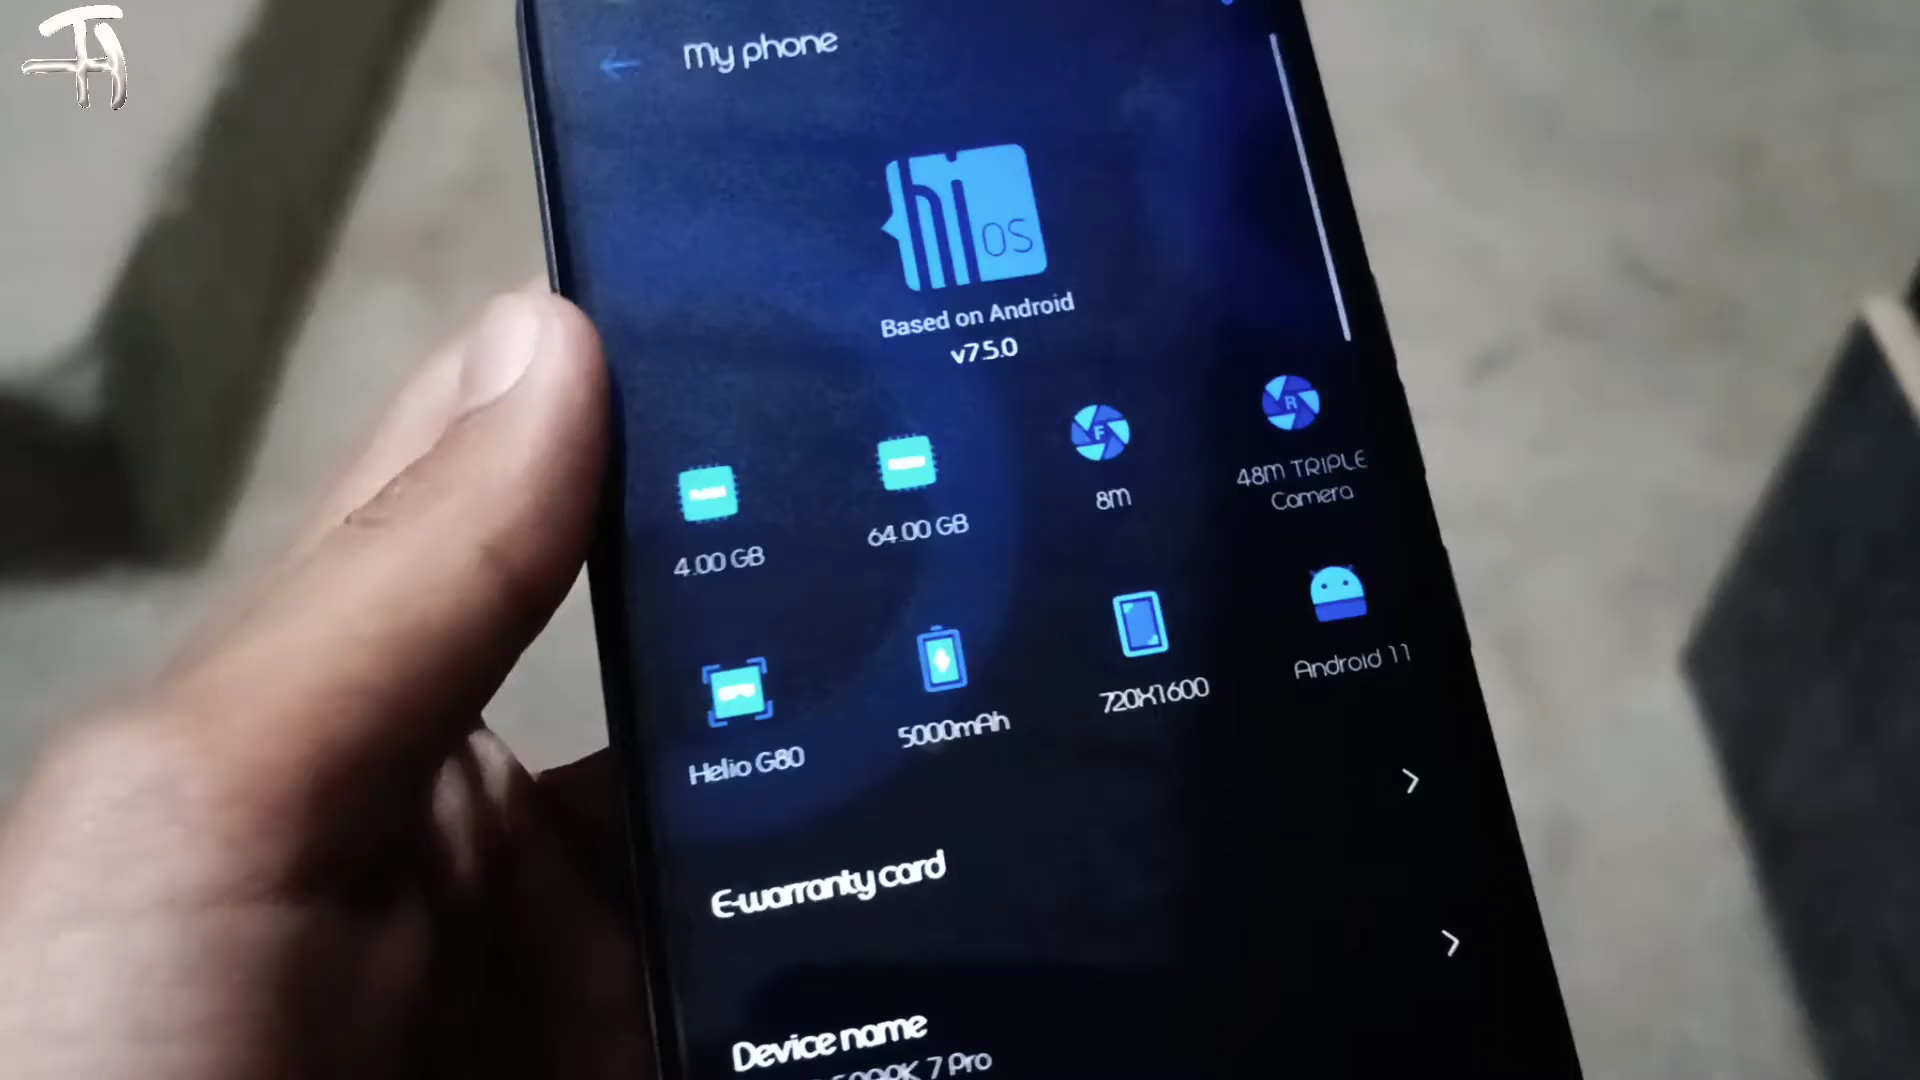 My phone
hi OS
Based on Android
v7.5.0
F
R
4.00 GB
64.00 GB
8m
48m TRIPLE
Camera
Helio G80
5000mAh
720X1600
Android 11
E-warranty card
Device name
7 Pro